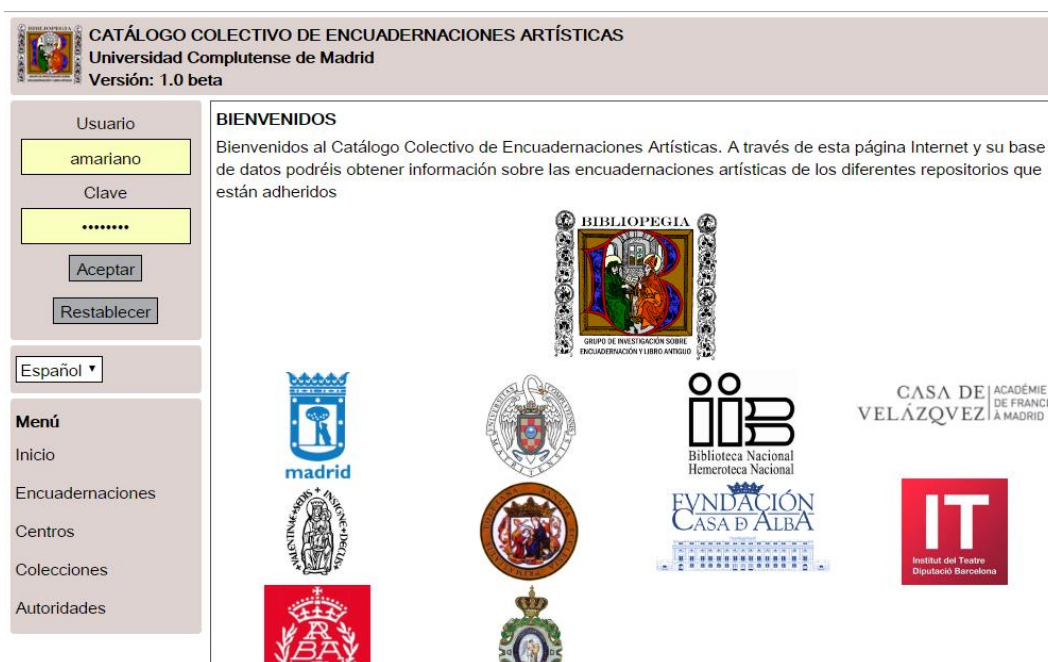 CATÁLOGO COLECTIVO DE ENCUADERNACIONES ARTÍSTICAS
Universidad Complutense de Madrid
Versión: 1.0 beta
Usuario
amariano
Clave
••••••••
Aceptar
Restablecer
Español
Menú
Inicio
Encuadernaciones
Centros
Colecciones
Autoridades
BIENVENIDOS
Bienvenidos al Catálogo Colectivo de Encuadernaciones Artísticas. A través de esta página Internet y su base
de datos podréis obtener información sobre las encuadernaciones artísticas de los diferentes repositorios que
están adheridos
BIBLIOPEGIA
GRUPO DE INVESTIGACIÓN SOBRE
ENCUADERNACIÓN Y LIBRO ANTIGUO
madrid
iiB
Biblioteca Nacional
Hemeroteca Nacional
CASA DE
VELÁZQVEZ
ACADÉMIE
DE FRANC
À MADRID
FVNDACIÓN
CASA D ALBA
IT
Institut del Teatre
Diputació Barcelona
RBA